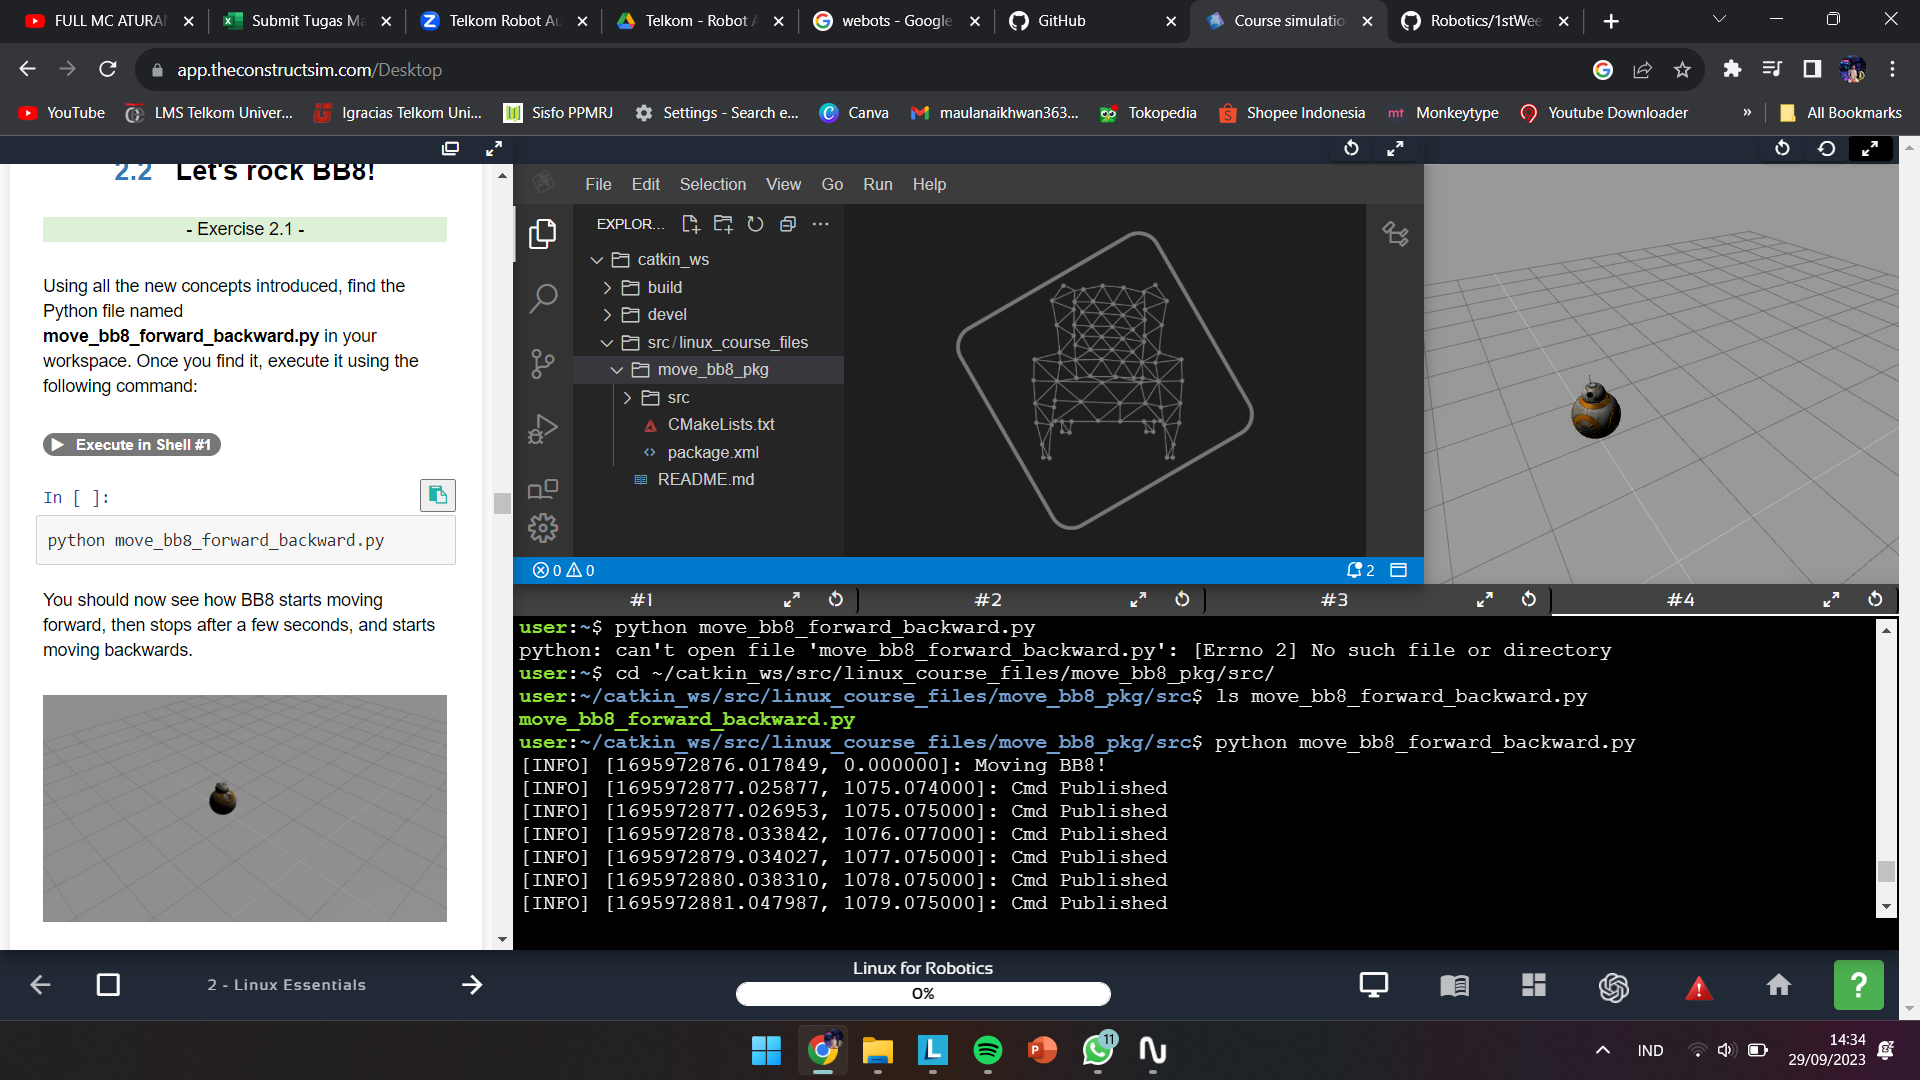 FULL MC ATURAN
Submit Tugas Ma
Telkom Robot Au
Telkom - Robot A
webots - Google
GitHub
Course simulatio
Robotics/1stWee
app.theconstructsim.com/Desktop
YouTube
LMS Telkom Univer...
Igracias Telkom Uni...
Sisfo PPMRJ
Settings - Search e...
Canva
maulanaikhwan363...
Tokopedia
Shopee Indonesia
mt Monkeytype
Youtube Downloader
»
All Bookmarks
2.2 Let's rock BB8!
- Exercise 2.1 -
Using all the new concepts introduced, find the
Python file named
move_bb8_forward_backward.py in your
workspace. Once you find it, execute it using the
following command:
Execute in Shell #1
In [ ]:
python move_bb8_forward_backward.py
You should now see how BB8 starts moving
forward, then stops after a few seconds, and starts
moving backwards.
File Edit Selection View Go Run Help
EXPLOR...
catkin_ws
build
devel
src/linux_course_files
move_bb8_pkg
src
CMakeLists.txt
package.xml
README.md
0 0
2
#1
#2
#3
#4
user:~$ python move_bb8_forward_backward.py
python: can't open file 'move_bb8_forward_backward.py': [Errno 2] No such file or directory
user:~$ cd ~/catkin_ws/src/linux_course_files/move_bb8_pkg/src/
user:~/catkin_ws/src/linux_course_files/move_bb8_pkg/src$ ls move_bb8_forward_backward.py
move_bb8_forward_backward.py
user:~/catkin_ws/src/linux_course_files/move_bb8_pkg/src$ python move_bb8_forward_backward.py
[INFO] [1695972876.017849, 0.000000]: Moving BB8!
[INFO] [1695972877.025877, 1075.074000]: Cmd Published
[INFO] [1695972877.026953, 1075.075000]: Cmd Published
[INFO] [1695972878.033842, 1076.077000]: Cmd Published
[INFO] [1695972879.034027, 1077.075000]: Cmd Published
[INFO] [1695972880.038310, 1078.075000]: Cmd Published
[INFO] [1695972881.047987, 1079.075000]: Cmd Published
2 - Linux Essentials
Linux for Robotics
0%
?
11
IND
14:34
29/09/2023